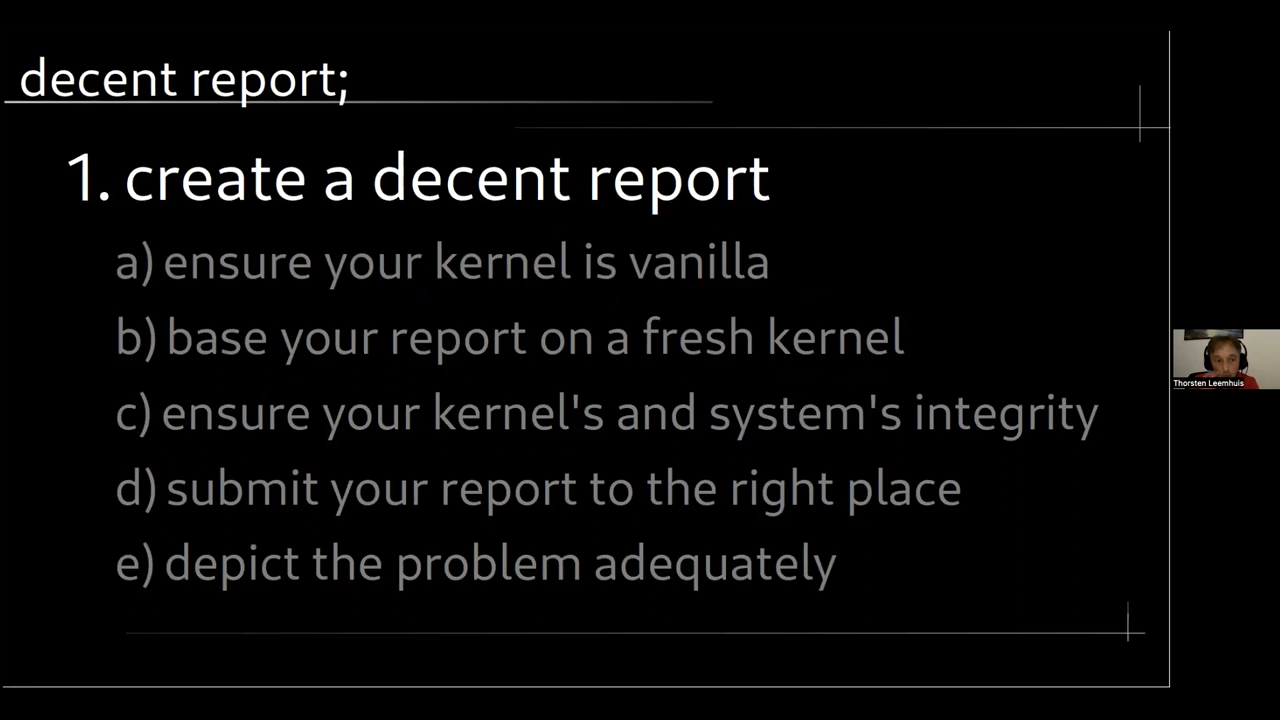 decent report;
1. create a decent report
a) ensure your kernel is vanilla
b) base your report on a fresh kernel
c) ensure your kernel's and system's integrity
d) submit your report to the right place
e) depict the problem adequately
Thorsten Leemhuis